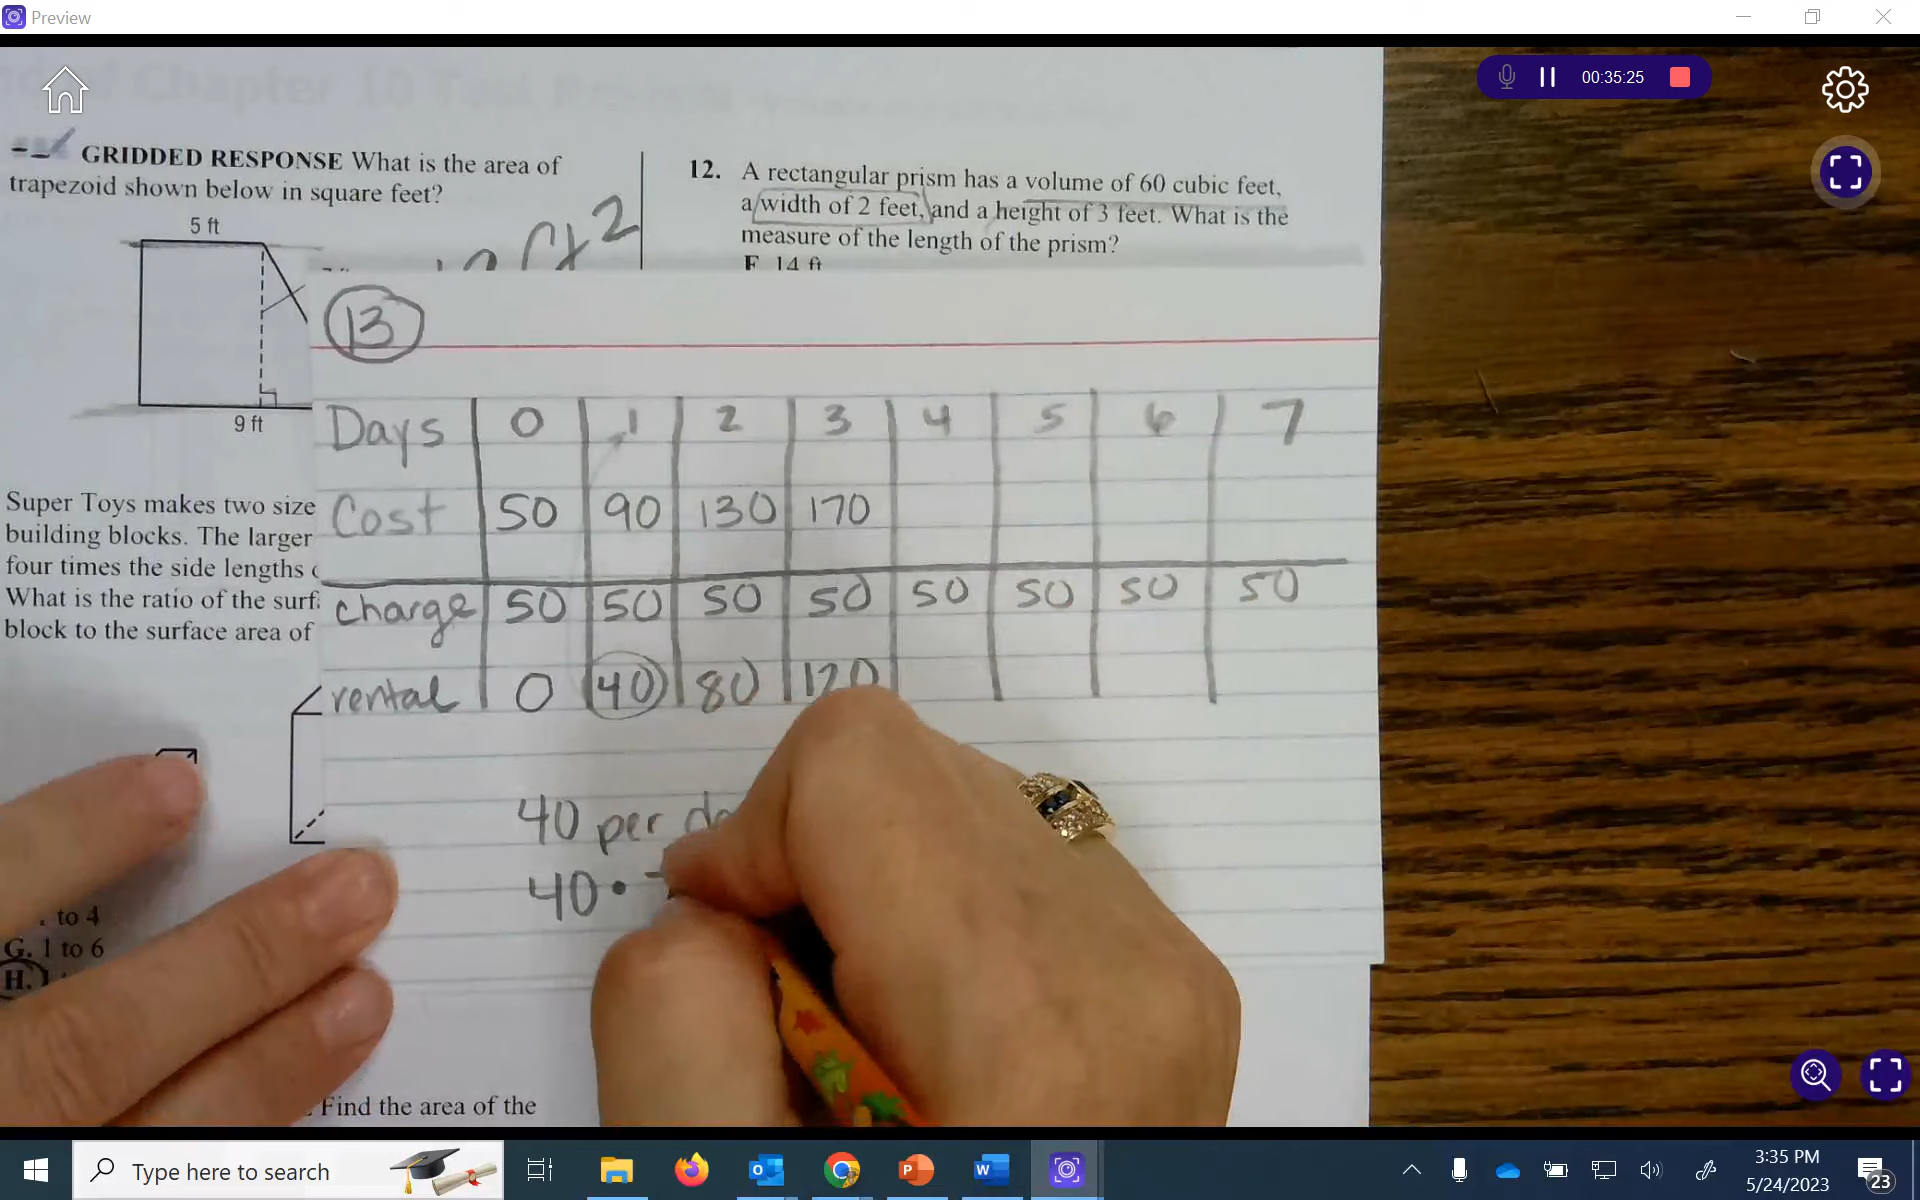 Preview
00:35:25
GRIDDED RESPONSE What is the area of
trapezoid shown below in square feet?
5 ft
9 ft
ft2
12. A rectangular prism has a volume of 60 cubic feet,
a width of 2 feet, and a height of 3 feet. What is the
measure of the length of the prism?
F 14 ft
13
Days 0 1 2 3 4 5 6 7
Cost 50 90 130 170
charge 50 50 50 50 50 50 50 50
rental 0 40 80 120
40 per
40 •
Super Toys makes two size
building blocks. The larger
four times the side lengths
What is the ratio of the
block to the surface area of
to 4
G. 1 to 6
H.
Find the area of the
Type here to search
3:35 PM
5/24/2023
23